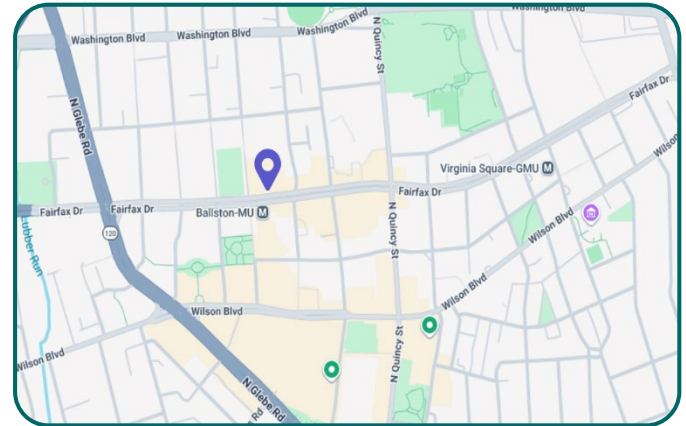 Washington Blvd
Washington Blvd
Washington Blvd
Washington Blvd
N Quincy St
N Glebe Rd
Fairfax Dr
Wilson
Virginia Square-GMU M
Fairfax Dr
Fairfax Dr
Fairfax Dr
Ballston-MU M
N Quincy St
Wilson Blvd
120
Run
Wilson Blvd
Wilson Blvd
Wilson Blvd
N Quincy St
N Glebe Rd
Rd